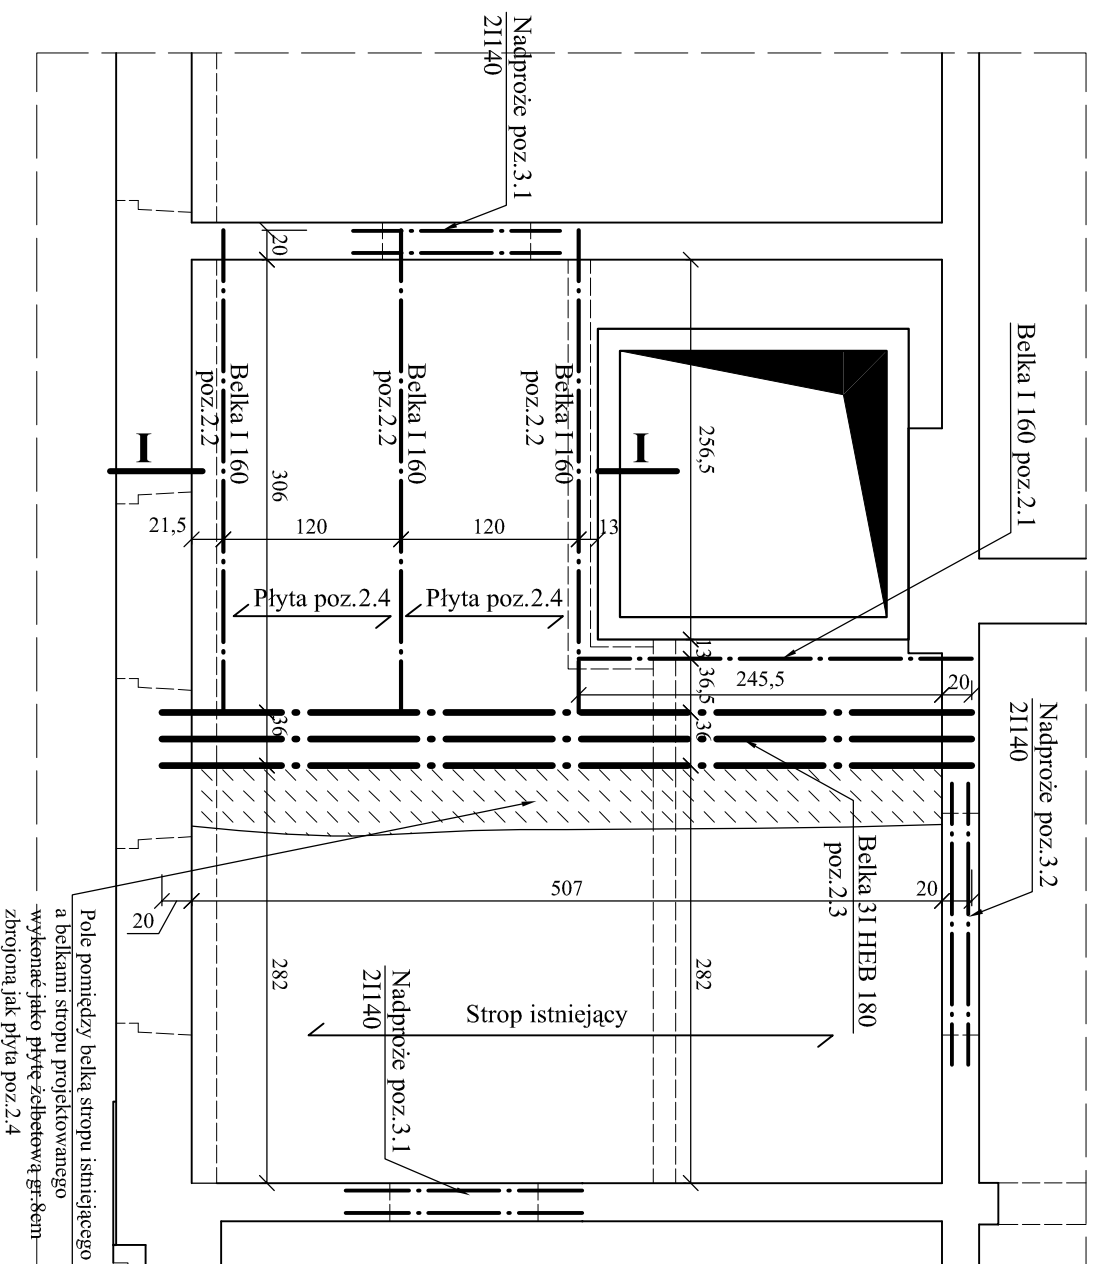 Nadproże poz.3.1
2I140
20
Belka I 160 poz.2.1
Belka I 160
poz.2.2
Belka I 160
poz.2.2
Belka I 160
poz.2.2
I
I
306
256,5
21,5
120
120
13
Płyta poz.2.4
Płyta poz.2.4
13
36,5
36
36
245,5
20
Nadproże poz.3.2
2I140
Belka 3I HEB 180
poz.2.3
507
20
20
282
282
Strop istniejący
Nadproże poz.3.1
2I140
Pole pomiędzy belką stropu istniejącego
a belkami stropu projektowanego
wykonać jako płytę żelbetową gr.8cm
zbrojoną jak płyta poz.2.4